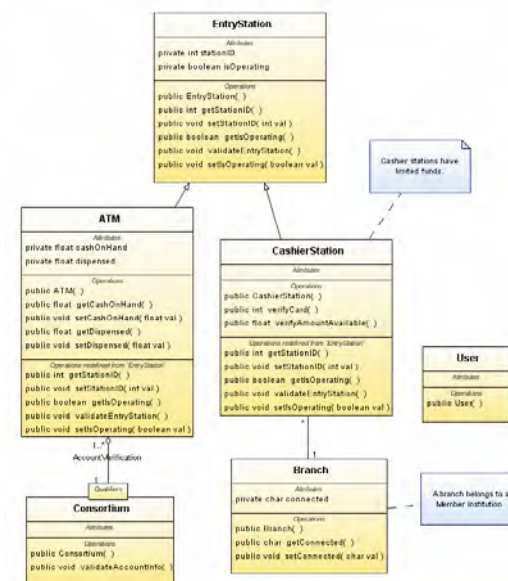 EntryStation
Attributes
private int stationID
private boolean isOperating
Operations
public EntryStation( )
public int getStationID( )
public void setStationID( int val )
public boolean getIsOperating( )
public void validateEntryStation( )
public void setIsOperating( boolean val )
Cashier stations have
limited funds.
ATM
Attributes
private float cashOnHand
private float dispensed
Operations
public ATM( )
public float getCashOnHand( )
public void setCashOnHand( float val )
public float getDispensed( )
public void setDispensed( float val )
Operations redefined from "EntryStation"
public int getStationID( )
public void setStationID( int val )
public boolean getIsOperating( )
public void validateEntryStation( )
public void setIsOperating( boolean val )
CashierStation
Attributes
Operations
public CashierStation( )
public int verifyCard( )
public float verifyAmountAvailable( )
Operations redefined from "EntryStation"
public int getStationID( )
public void setStationID( int val )
public boolean getIsOperating( )
public void validateEntryStation( )
public void setIsOperating( boolean val )
User
Attributes
Operations
public User( )
1..*
AccountVerification
1
Qualifiers
Consortium
Attributes
Operations
public Consortium( )
public void validateAccountInfo( )
*
1
Branch
Attributes
private char connected
Operations
public Branch( )
public char getConnected( )
public void setConnected( char val )
A branch belongs to a
Member Institution